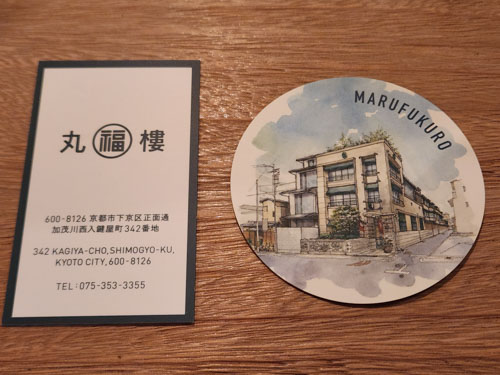 丸福樓
600-8126 京都市下京区正面通
加茂川西入鍵屋町342番地
342 KAGIYA-CHO, SHIMOGYO-KU,
KYOTO CITY, 600-8126
TEL: 075-353-3355
MARUFUKURO